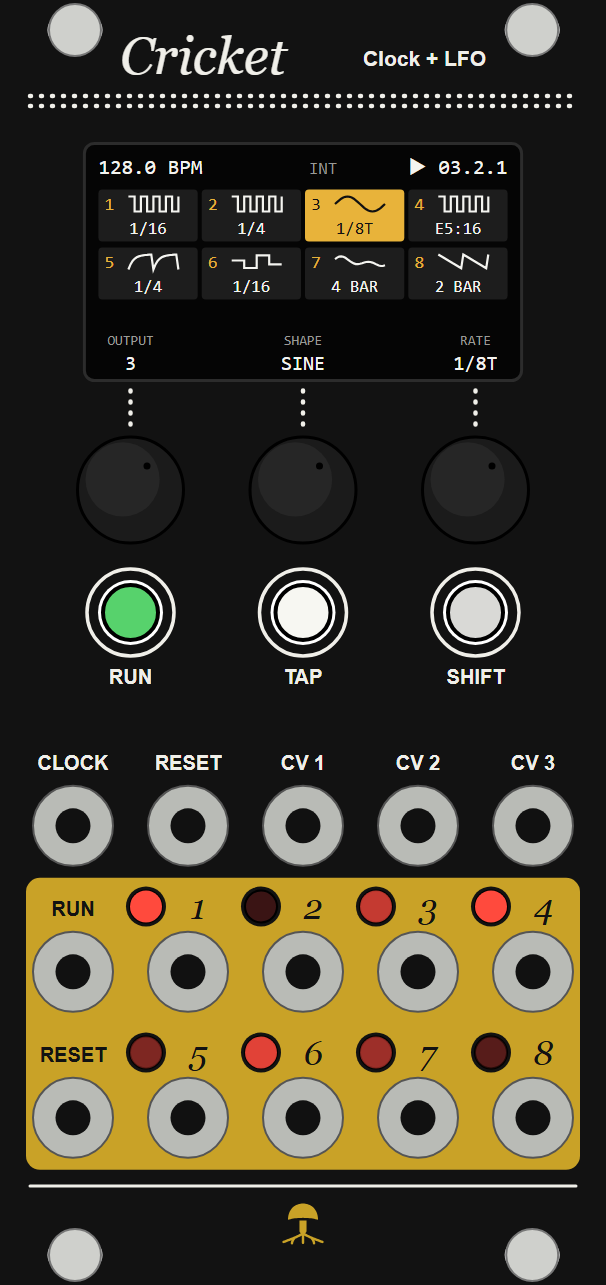 Cricket Clock + LFO
128.0 BPM INT ▶ 03.2.1
1 2 3 4
1/16 1/4 1/8T E5:16
5 6 7 8
1/4 1/16 4 BAR 2 BAR
OUTPUT SHAPE RATE
3 SINE 1/8T
RUN TAP SHIFT
CLOCK RESET CV 1 CV 2 CV 3
RUN 1 2 3 4
RESET 5 6 7 8